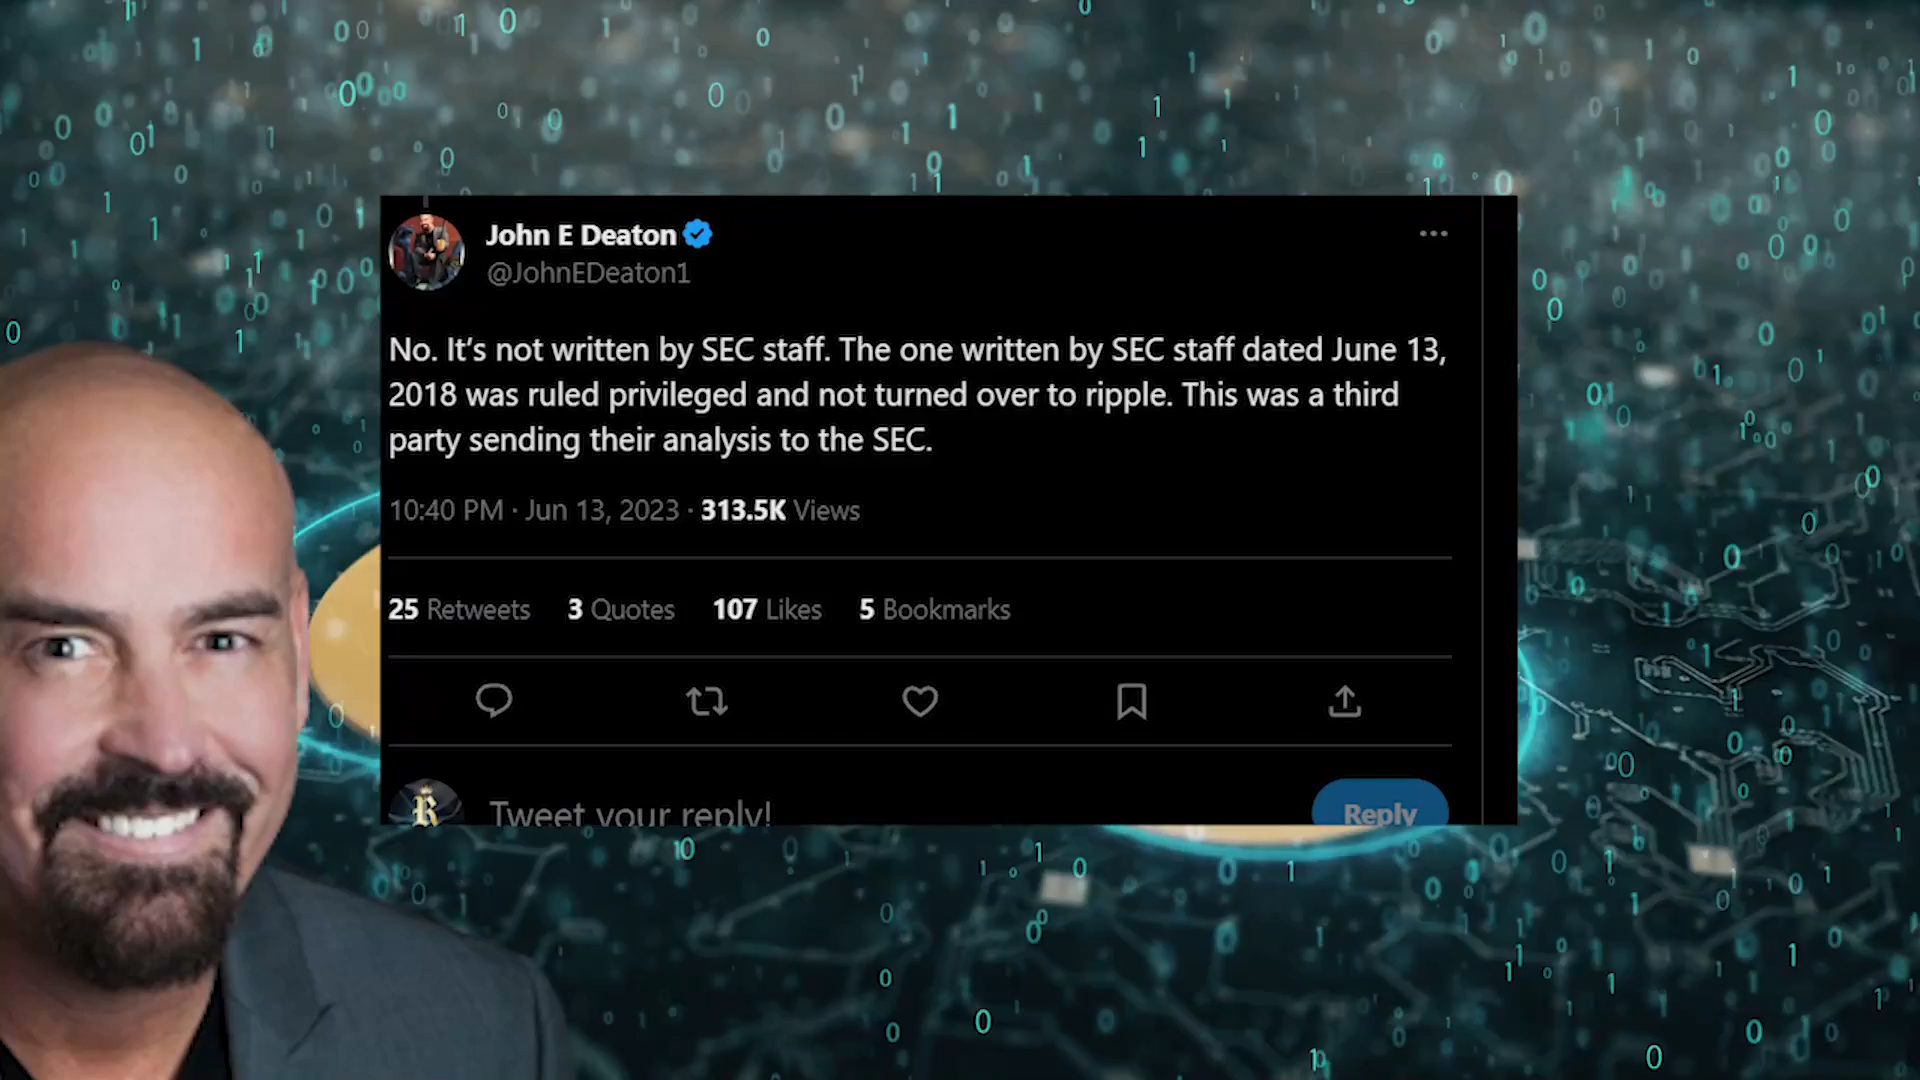 John E Deaton
@JohnEDeaton1
No. It’s not written by SEC staff. The one written by SEC staff dated June 13,
2018 was ruled privileged and not turned over to ripple. This was a third
party sending their analysis to the SEC.
10:40 PM · Jun 13, 2023 · 313.5K Views
25 Retweets 3 Quotes 107 Likes 5 Bookmarks
R
Tweet your reply!
Reply